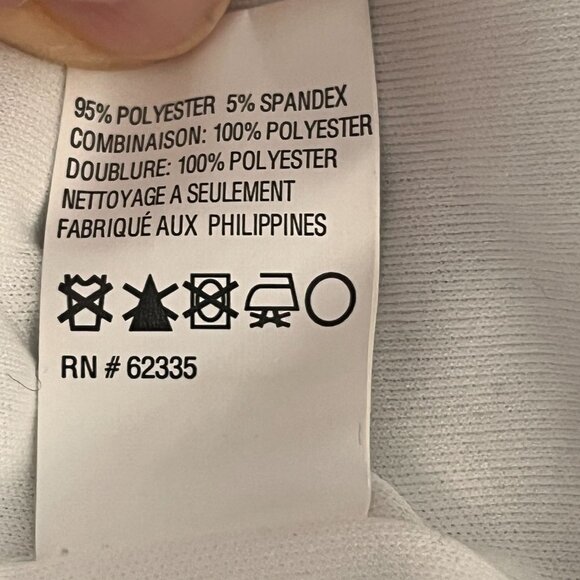 95% POLYESTER 5% SPANDEX
COMBINAISON: 100% POLYESTER
DOUBLURE: 100% POLYESTER
NETTOYAGE A SEULEMENT
FABRIQUÉ AUX PHILIPPINES
RN # 62335